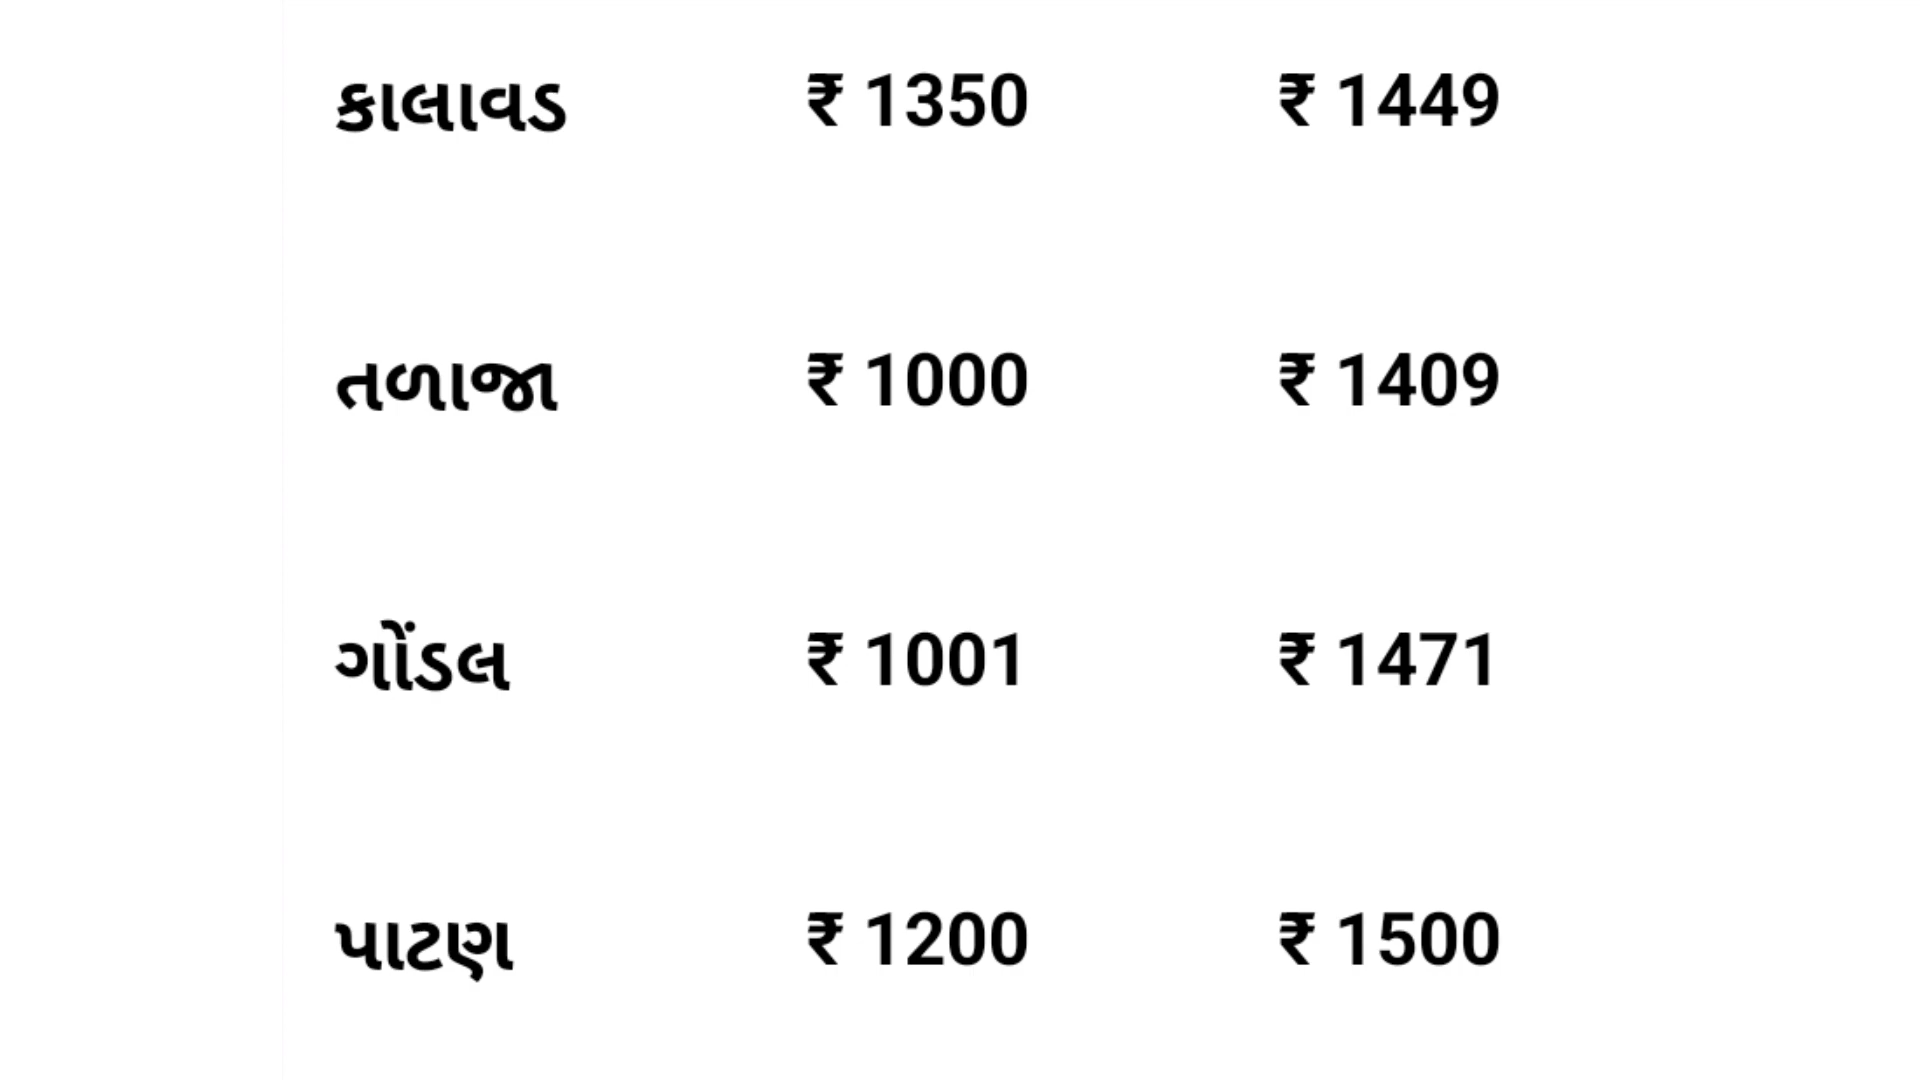 કાલાવડ ₹ 1350 ₹ 1449
તળાજા ₹ 1000 ₹ 1409
ગોંડલ ₹ 1001 ₹ 1471
પાટણ ₹ 1200 ₹ 1500